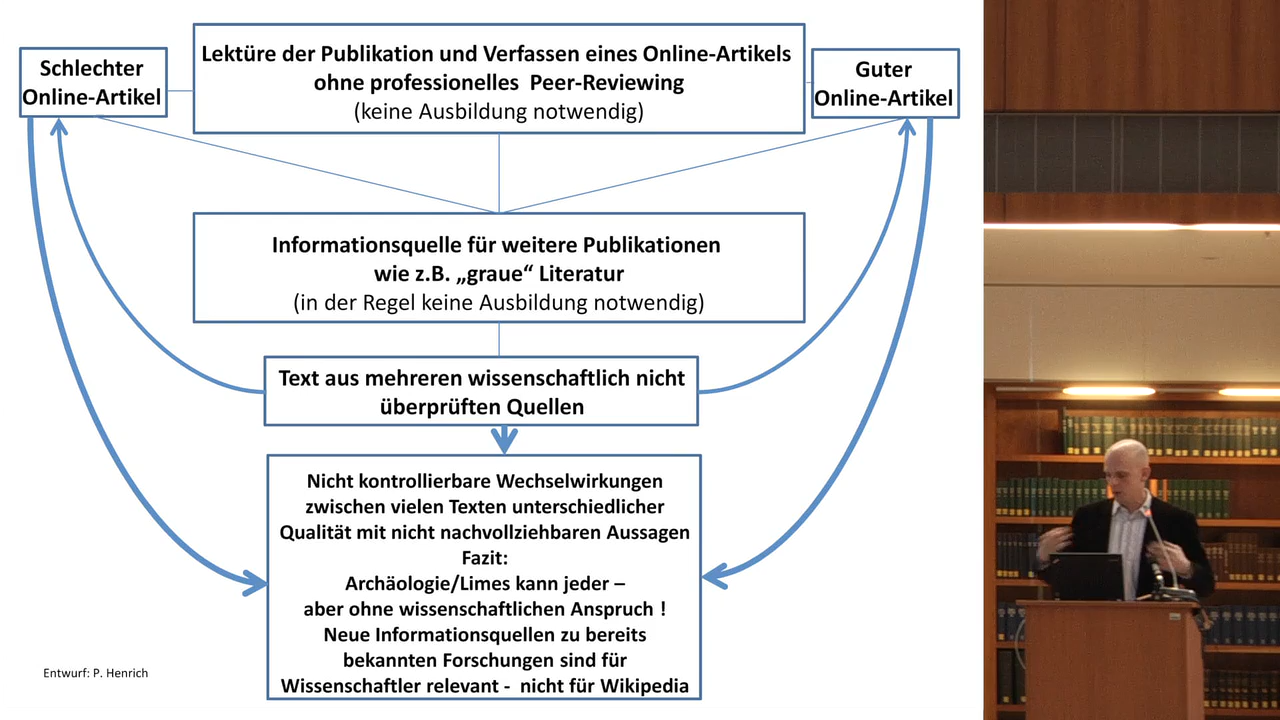 Schlechter
Online-Artikel
Lektüre der Publikation und Verfassen eines Online-Artikels
ohne professionelles Peer-Reviewing
(keine Ausbildung notwendig)
Guter
Online-Artikel
Informationsquelle für weitere Publikationen
wie z.B. „graue“ Literatur
(in der Regel keine Ausbildung notwendig)
Text aus mehreren wissenschaftlich nicht
überprüften Quellen
Nicht kontrollierbare Wechselwirkungen
zwischen vielen Texten unterschiedlicher
Qualität mit nicht nachvollziehbaren Aussagen
Fazit:
Archäologie/Limes kann jeder –
aber ohne wissenschaftlichen Anspruch !
Neue Informationsquellen zu bereits
bekannten Forschungen sind für
Wissenschaftler relevant - nicht für Wikipedia
Entwurf: P. Henrich